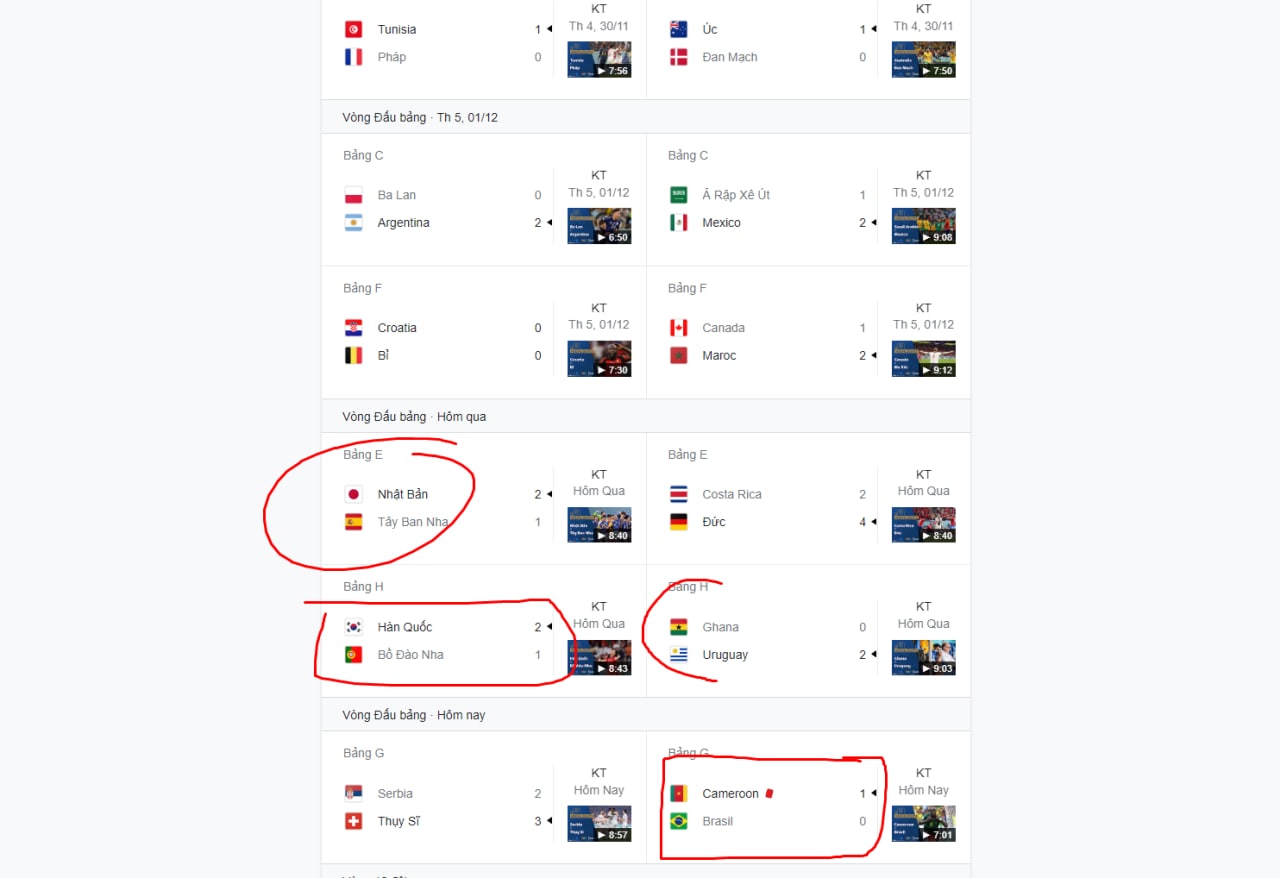 KT
Th 4, 30/11
Tunisia 1
Pháp 0
7:56
KT
Th 4, 30/11
Úc 1
Đan Mạch 0
7:50
Vòng Đấu bảng · Th 5, 01/12
Bảng C
KT
Th 5, 01/12
Ba Lan 0
Argentina 2
6:50
Bảng C
KT
Th 5, 01/12
Ả Rập Xê Út 1
Mexico 2
9:08
Bảng F
KT
Th 5, 01/12
Croatia 0
Bỉ 0
7:30
Bảng F
KT
Th 5, 01/12
Canada 1
Maroc 2
9:12
Vòng Đấu bảng · Hôm qua
Bảng E
KT
Hôm Qua
Nhật Bản 2
Tây Ban Nha 1
8:40
Bảng E
KT
Hôm Qua
Costa Rica 2
Đức 4
8:40
Bảng H
KT
Hôm Qua
Hàn Quốc 2
Bồ Đào Nha 1
8:43
Bảng H
KT
Hôm Qua
Ghana 0
Uruguay 2
9:03
Vòng Đấu bảng · Hôm nay
Bảng G
KT
Hôm Nay
Serbia 2
Thụy Sĩ 3
8:57
Bảng G
KT
Hôm Nay
Cameroon 1
Brasil 0
7:01